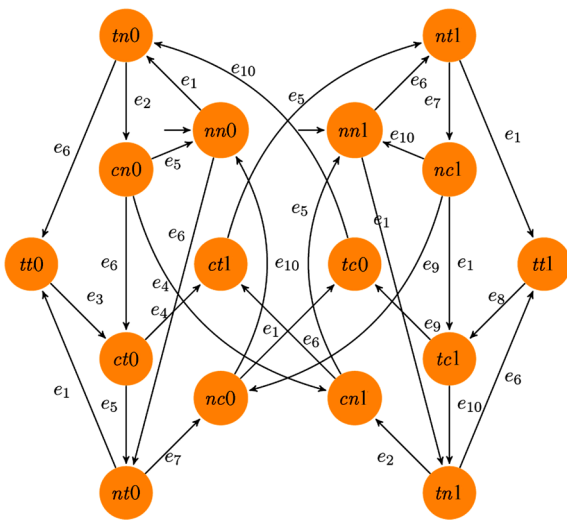 tn0 nt1
e10
e1 e6
e2 e5 e7
nn0 nn1
e6 e5 e10 e1
cn0 nc1
e5
e6 e1
tt0 e6 ct1 e10 tc0 e9 e1 tt1
e4
e3 e4 e8
e1 e6 e9
ct0 tc1
e1 e5 nc0 cn1 e10 e6
e7 e2
nt0 tn1